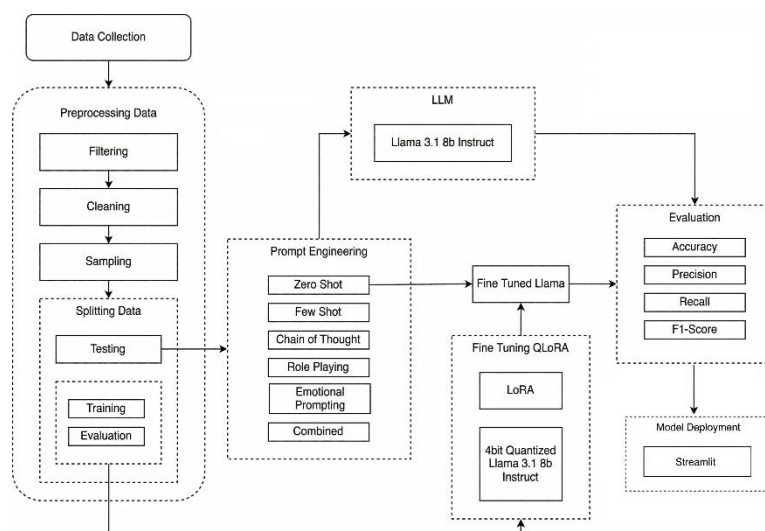 Data Collection
Preprocessing Data
Filtering
Cleaning
Sampling
Splitting Data
Testing
Training
Evaluation
Prompt Engineering
Zero Shot
Few Shot
Chain of Thought
Role Playing
Emotional
Prompting
Combined
LLM
Llama 3.1 8b Instruct
Fine Tuned Llama
Fine Tuning QLoRA
LoRA
4bit Quantized
Llama 3.1 8b
Instruct
Evaluation
Accuracy
Precision
Recall
F1-Score
Model Deployment
Streamlit